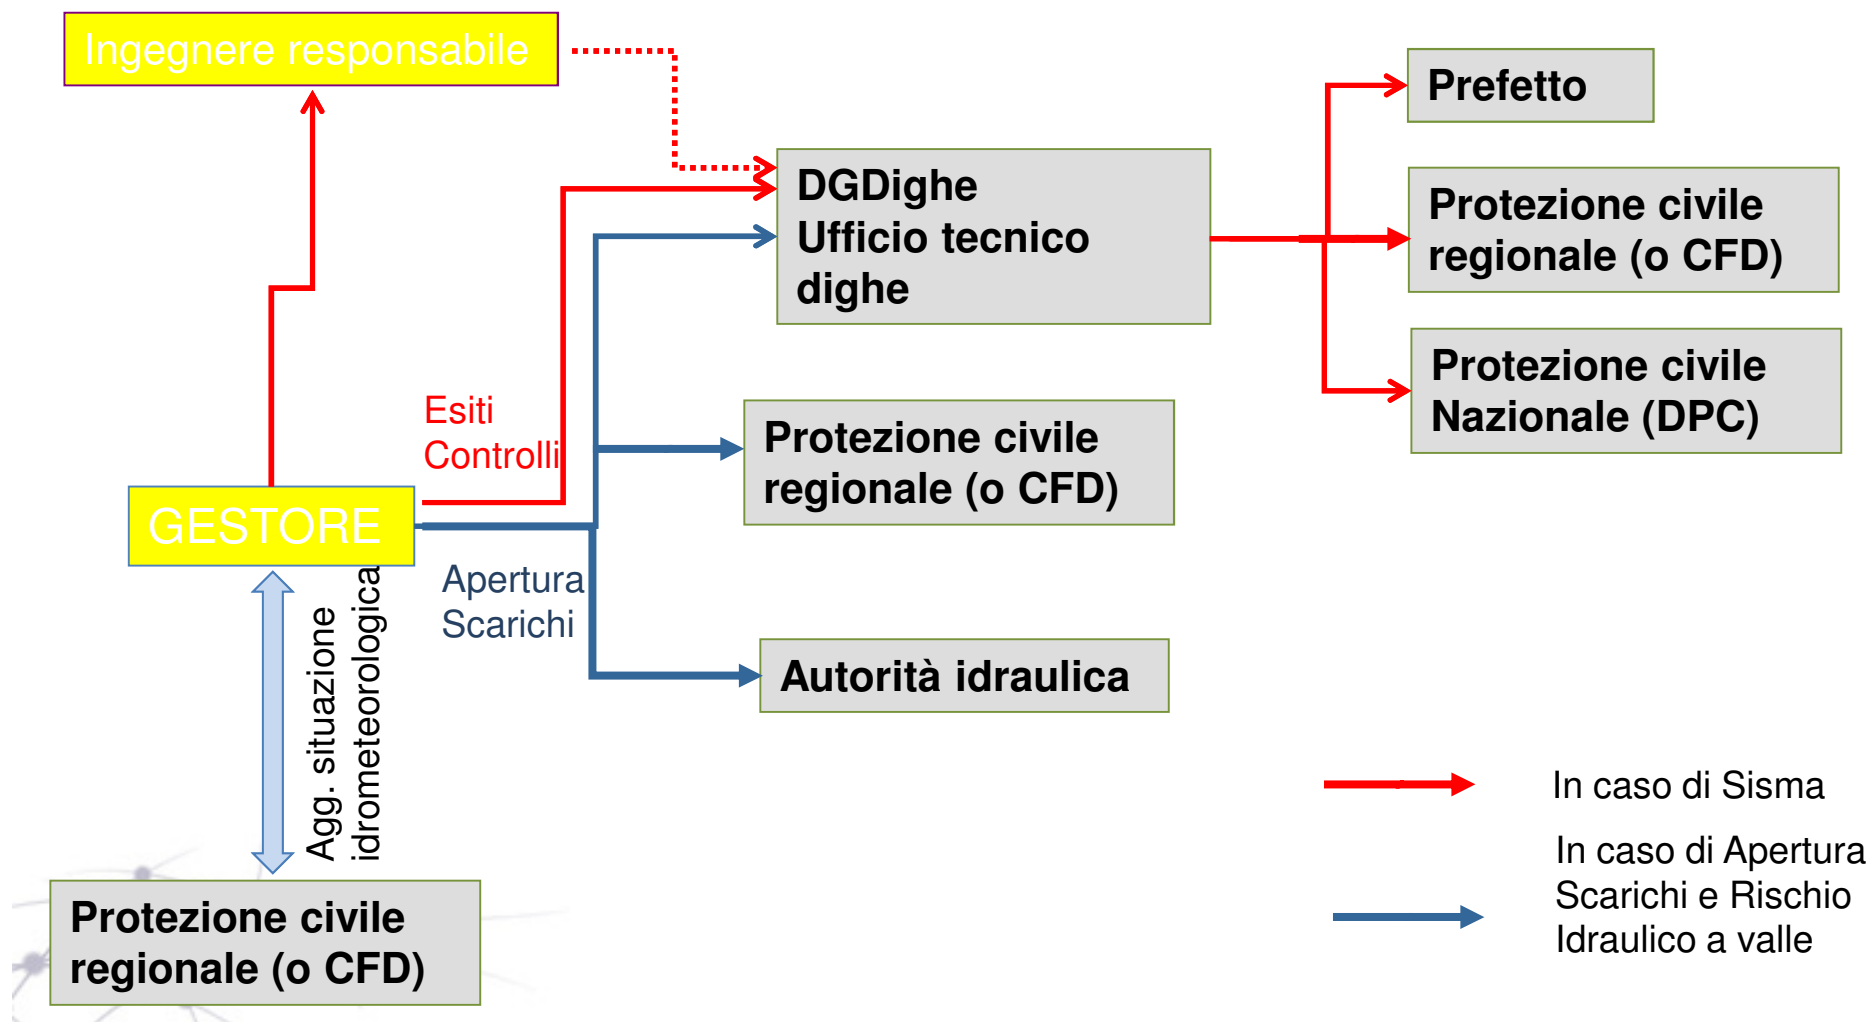 Ingegnere responsabile
Prefetto
DGDighe
Ufficio tecnico
dighe
Protezione civile
regionale (o CFD)
Protezione civile
Nazionale (DPC)
Esiti
Controlli
Protezione civile
regionale (o CFD)
GESTORE
Apertura
Scarichi
Agg. situazione
idrometeorologica
Autorità idraulica
In caso di Sisma
In caso di Apertura
Scarichi e Rischio
Idraulico a valle
Protezione civile
regionale (o CFD)